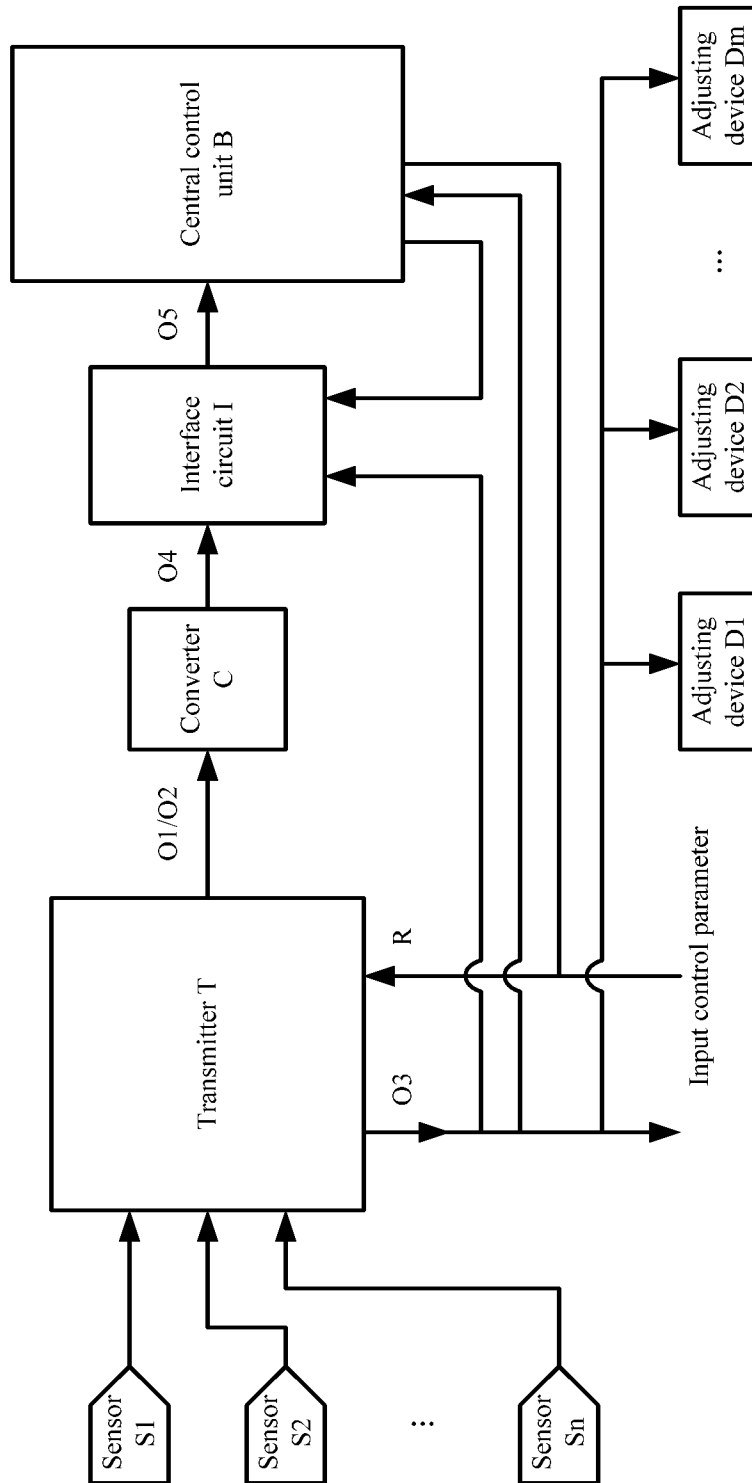 Sensor
S1
Sensor
S2
...
Sensor
Sn
Transmitter T
O1/O2
Converter
C
O4
Interface
circuit I
O5
Central control
unit B
O3
R
Input control parameter
Adjusting
device D1
Adjusting
device D2
...
Adjusting
device Dm